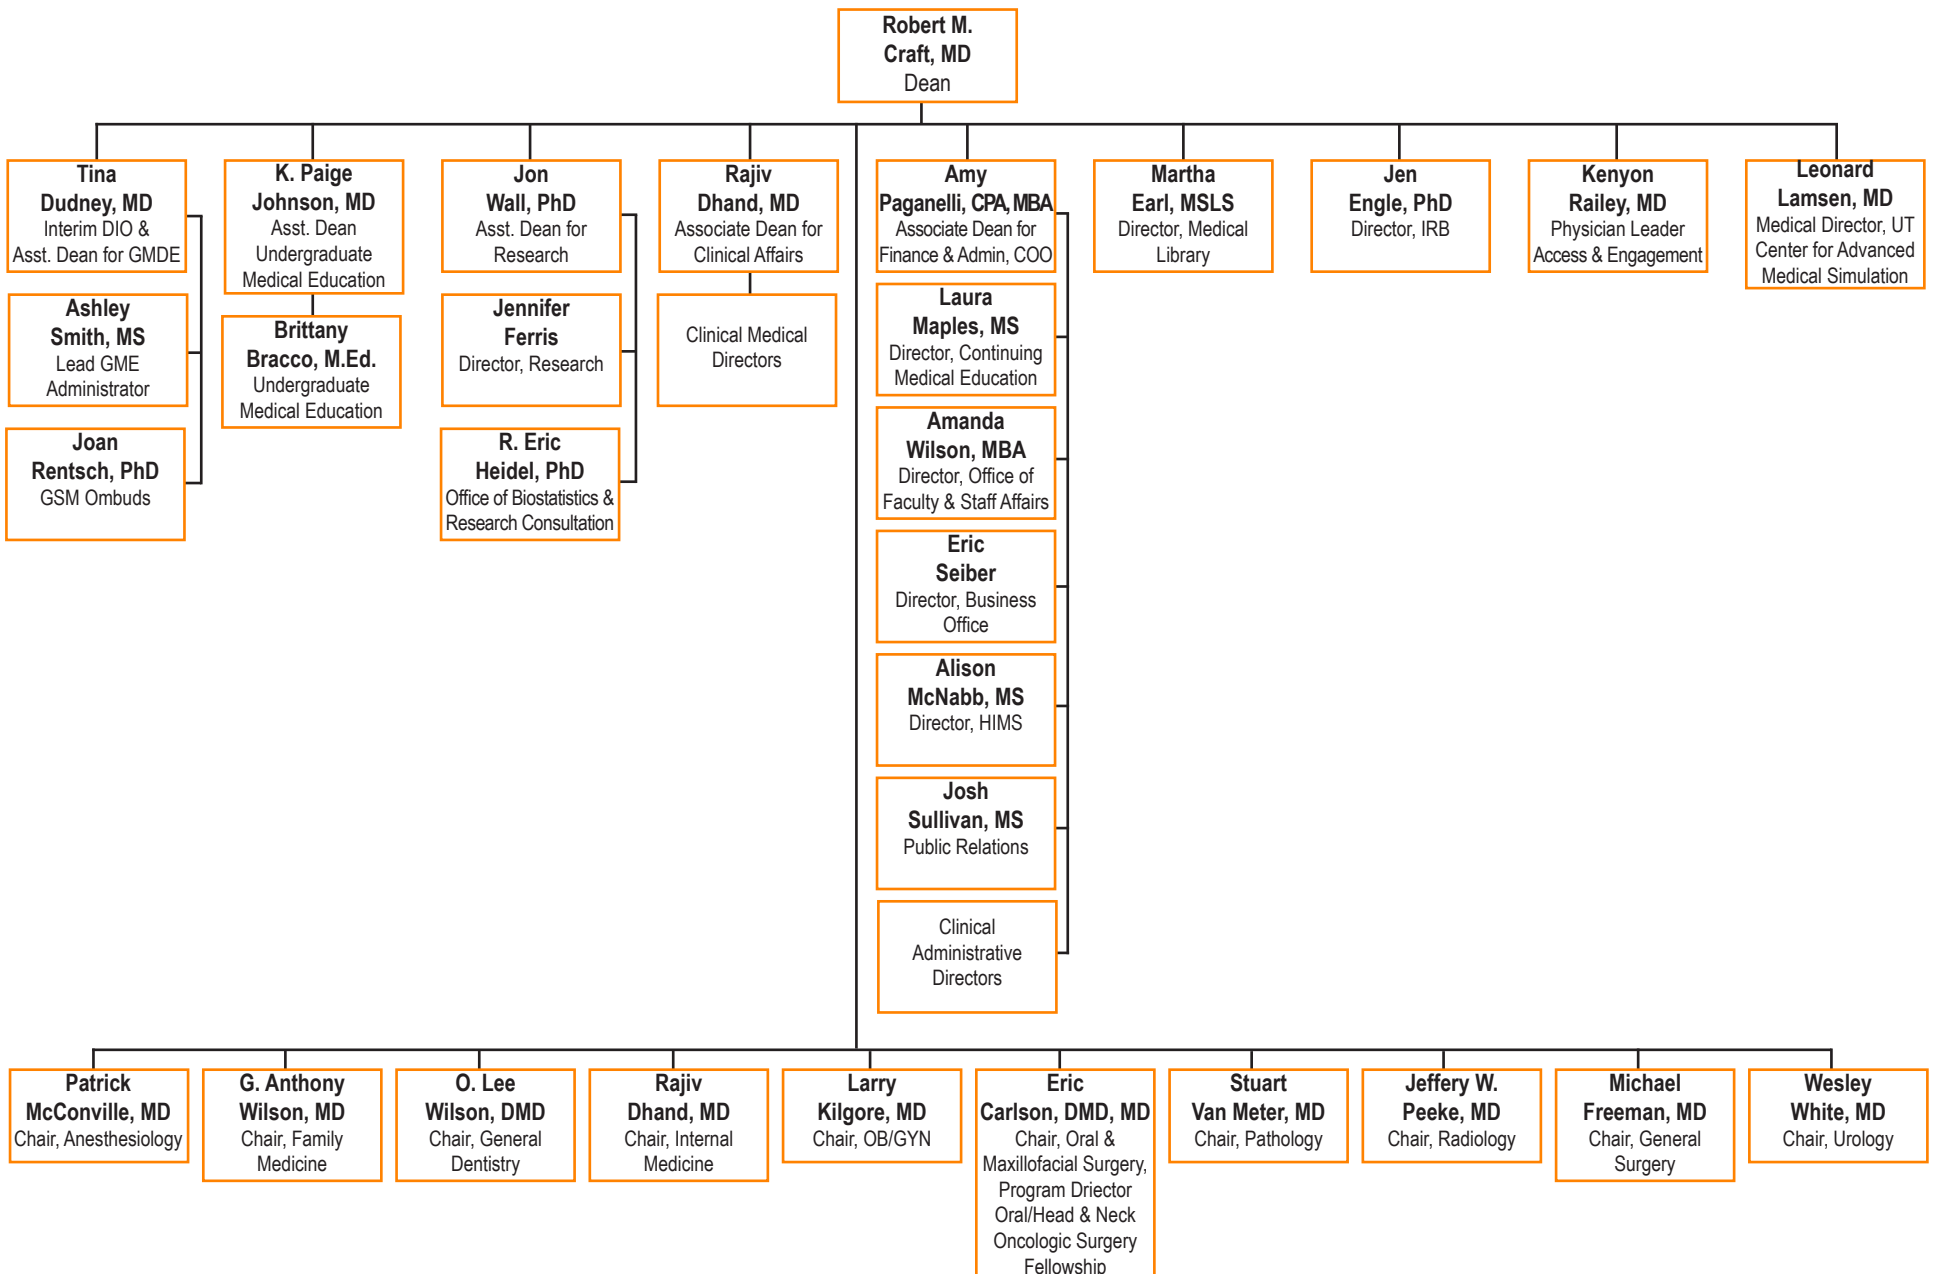 Robert M.
Craft, MD
Dean
Tina
Dudney, MD
Interim DIO &
Asst. Dean for GMDE
Ashley
Smith, MS
Lead GME
Administrator
Joan
Rentsch, PhD
GSM Ombuds
K. Paige
Johnson, MD
Asst. Dean
Undergraduate
Medical Education
Brittany
Bracco, M.Ed.
Undergraduate
Medical Education
Jon
Wall, PhD
Asst. Dean for
Research
Jennifer
Ferris
Director, Research
R. Eric
Heidel, PhD
Office of Biostatistics &
Research Consultation
Rajiv
Dhand, MD
Associate Dean for
Clinical Affairs
Clinical Medical
Directors
Amy
Paganelli, CPA, MBA
Associate Dean for
Finance & Admin, COO
Laura
Maples, MS
Director, Continuing
Medical Education
Amanda
Wilson, MBA
Director, Office of
Faculty & Staff Affairs
Eric
Seiber
Director, Business
Office
Alison
McNabb, MS
Director, HIMS
Josh
Sullivan, MS
Public Relations
Clinical
Administrative
Directors
Martha
Earl, MSLS
Director, Medical
Library
Jen
Engle, PhD
Director, IRB
Kenyon
Railey, MD
Physician Leader
Access & Engagement
Leonard
Lamsen, MD
Medical Director, UT
Center for Advanced
Medical Simulation
Patrick
McConville, MD
Chair, Anesthesiology
G. Anthony
Wilson, MD
Chair, Family
Medicine
O. Lee
Wilson, DMD
Chair, General
Dentistry
Rajiv
Dhand, MD
Chair, Internal
Medicine
Larry
Kilgore, MD
Chair, OB/GYN
Eric
Carlson, DMD, MD
Chair, Oral &
Maxillofacial Surgery,
Program Driector
Oral/Head & Neck
Oncologic Surgery
Fellowship
Stuart
Van Meter, MD
Chair, Pathology
Jeffery W.
Peeke, MD
Chair, Radiology
Michael
Freeman, MD
Chair, General
Surgery
Wesley
White, MD
Chair, Urology